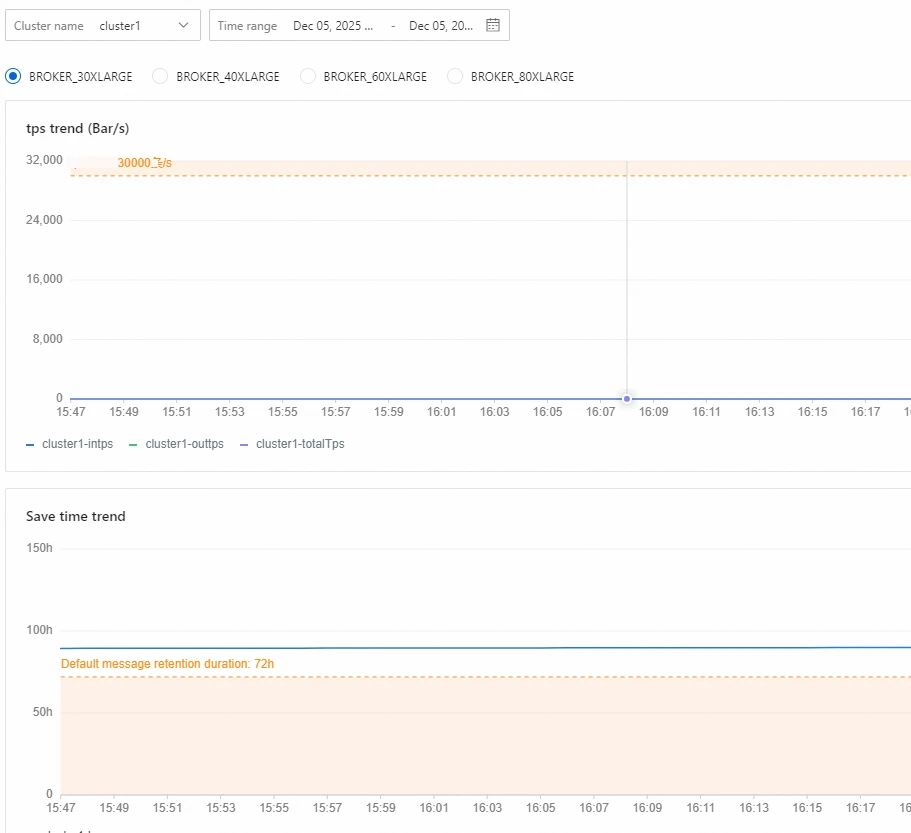 Cluster name cluster1 Time range Dec 05, 2025 ... - Dec 05, 20...
BROKER_30XLARGE BROKER_40XLARGE BROKER_60XLARGE BROKER_80XLARGE
tps trend (Bar/s)
32,000
30000
24,000
16,000
8,000
0
15:47 15:49 15:51 15:53 15:55 15:57 15:59 16:01 16:03 16:05 16:07 16:09 16:11 16:13 16:15 16:17
cluster1-intps cluster1-outtps cluster1-totalTps
Save time trend
150h
100h
Default message retention duration: 72h
50h
0
15:47 15:49 15:51 15:53 15:55 15:57 15:59 16:01 16:03 16:05 16:07 16:09 16:11 16:13 16:15 16:17